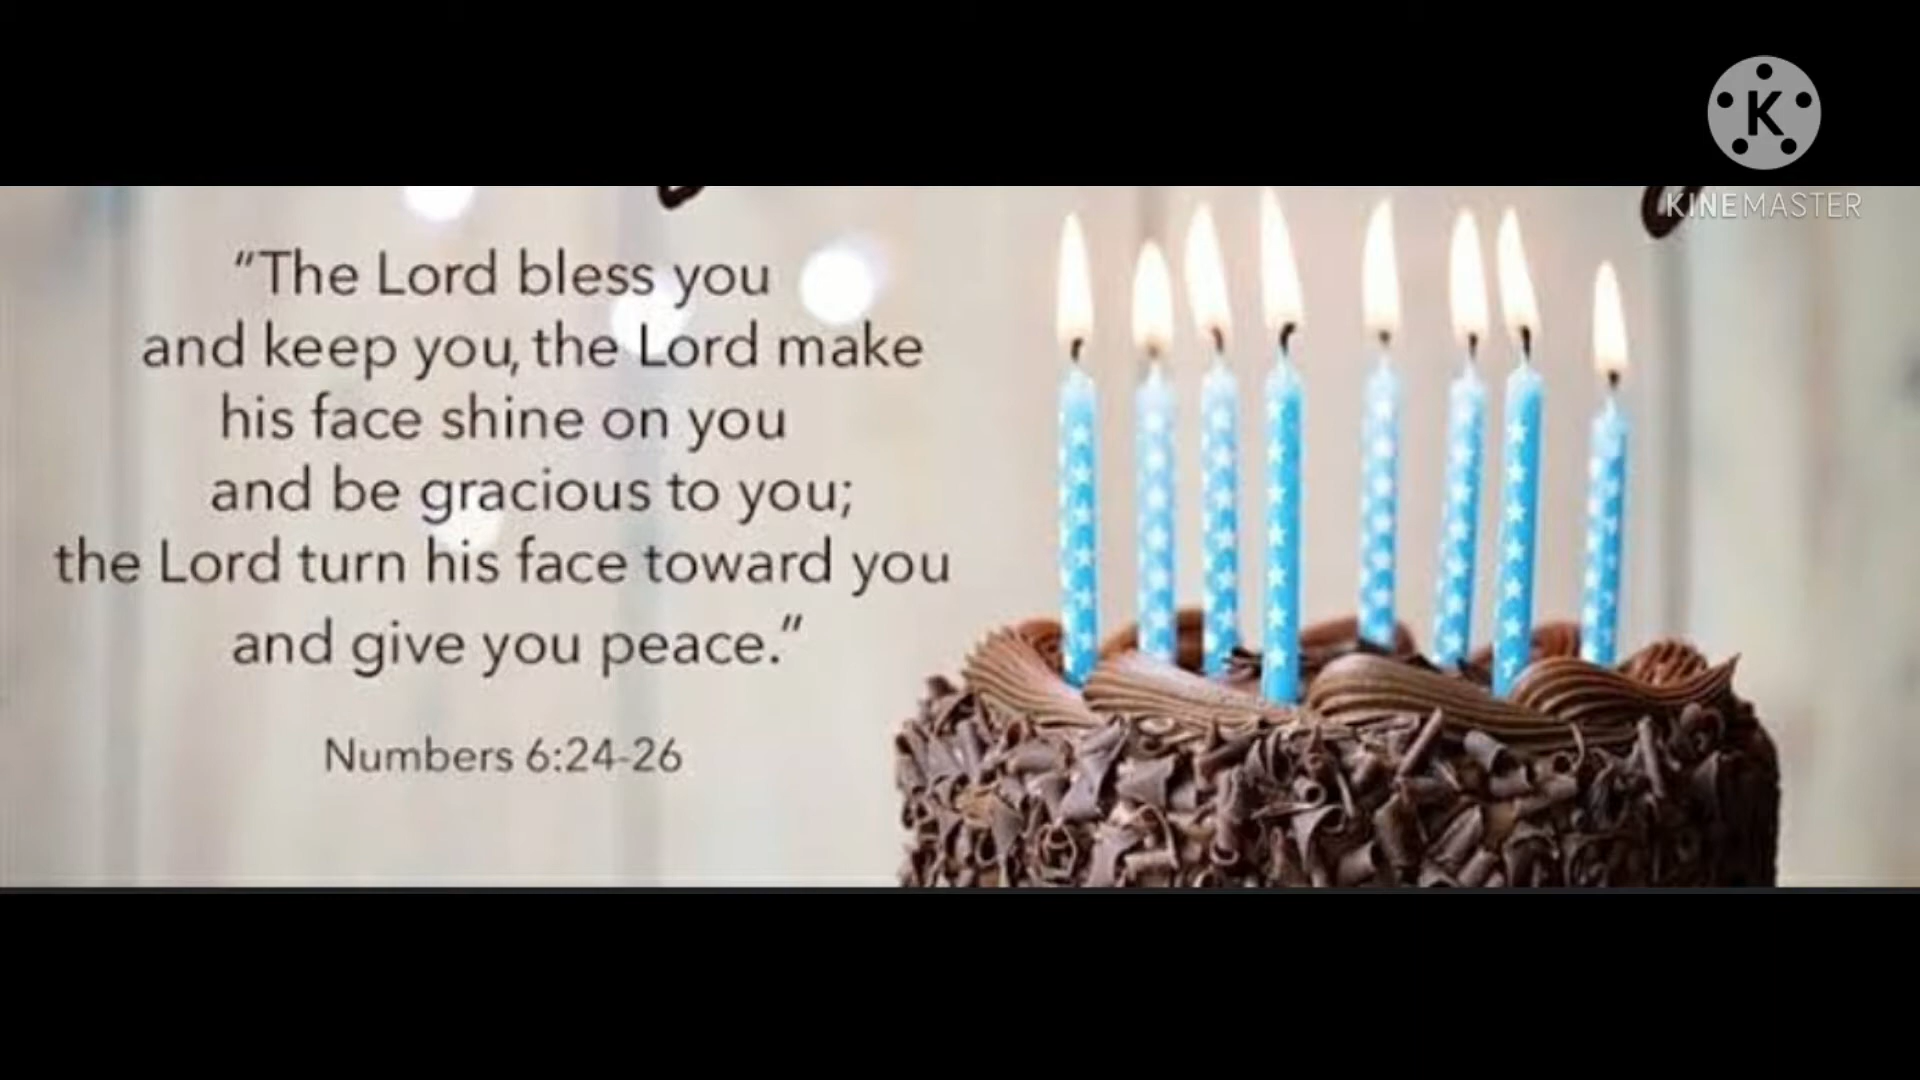 K
KINEMASTER
“The Lord bless you
and keep you, the Lord make
his face shine on you
and be gracious to you;
the Lord turn his face toward you
and give you peace.”
Numbers 6:24-26